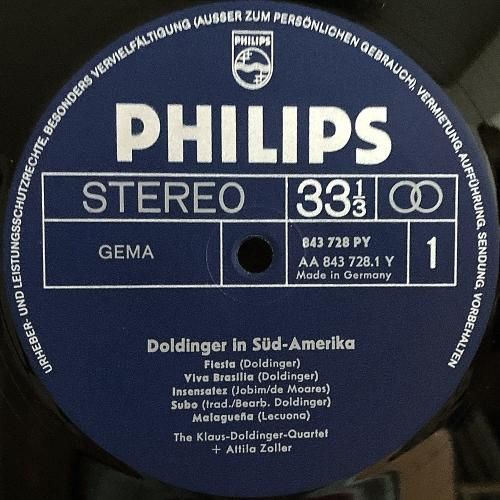 URHEBER- UND LEISTUNGSSCHUTZRECHTE, BESONDERS VERVIELFÄLTIGUNG (AUSSER ZUM PERSÖNLICHEN GEBRAUCH), VERMIETUNG, AUFFÜHRUNG, SENDUNG, VORBEHALTEN
PHILIPS
PHILIPS
STEREO 33 1/3
GEMA
843 728 PY
AA 843 728.1 Y
Made in Germany
1
Doldinger in Süd-Amerika
Fiesta (Doldinger)
Viva Brasilia (Doldinger)
Insensatez (Jobim/de Moares)
Subo (trad./Bearb. Doldinger)
Malagueña (Lecuona)
The Klaus-Doldinger-Quartet
+ Attila Zoller